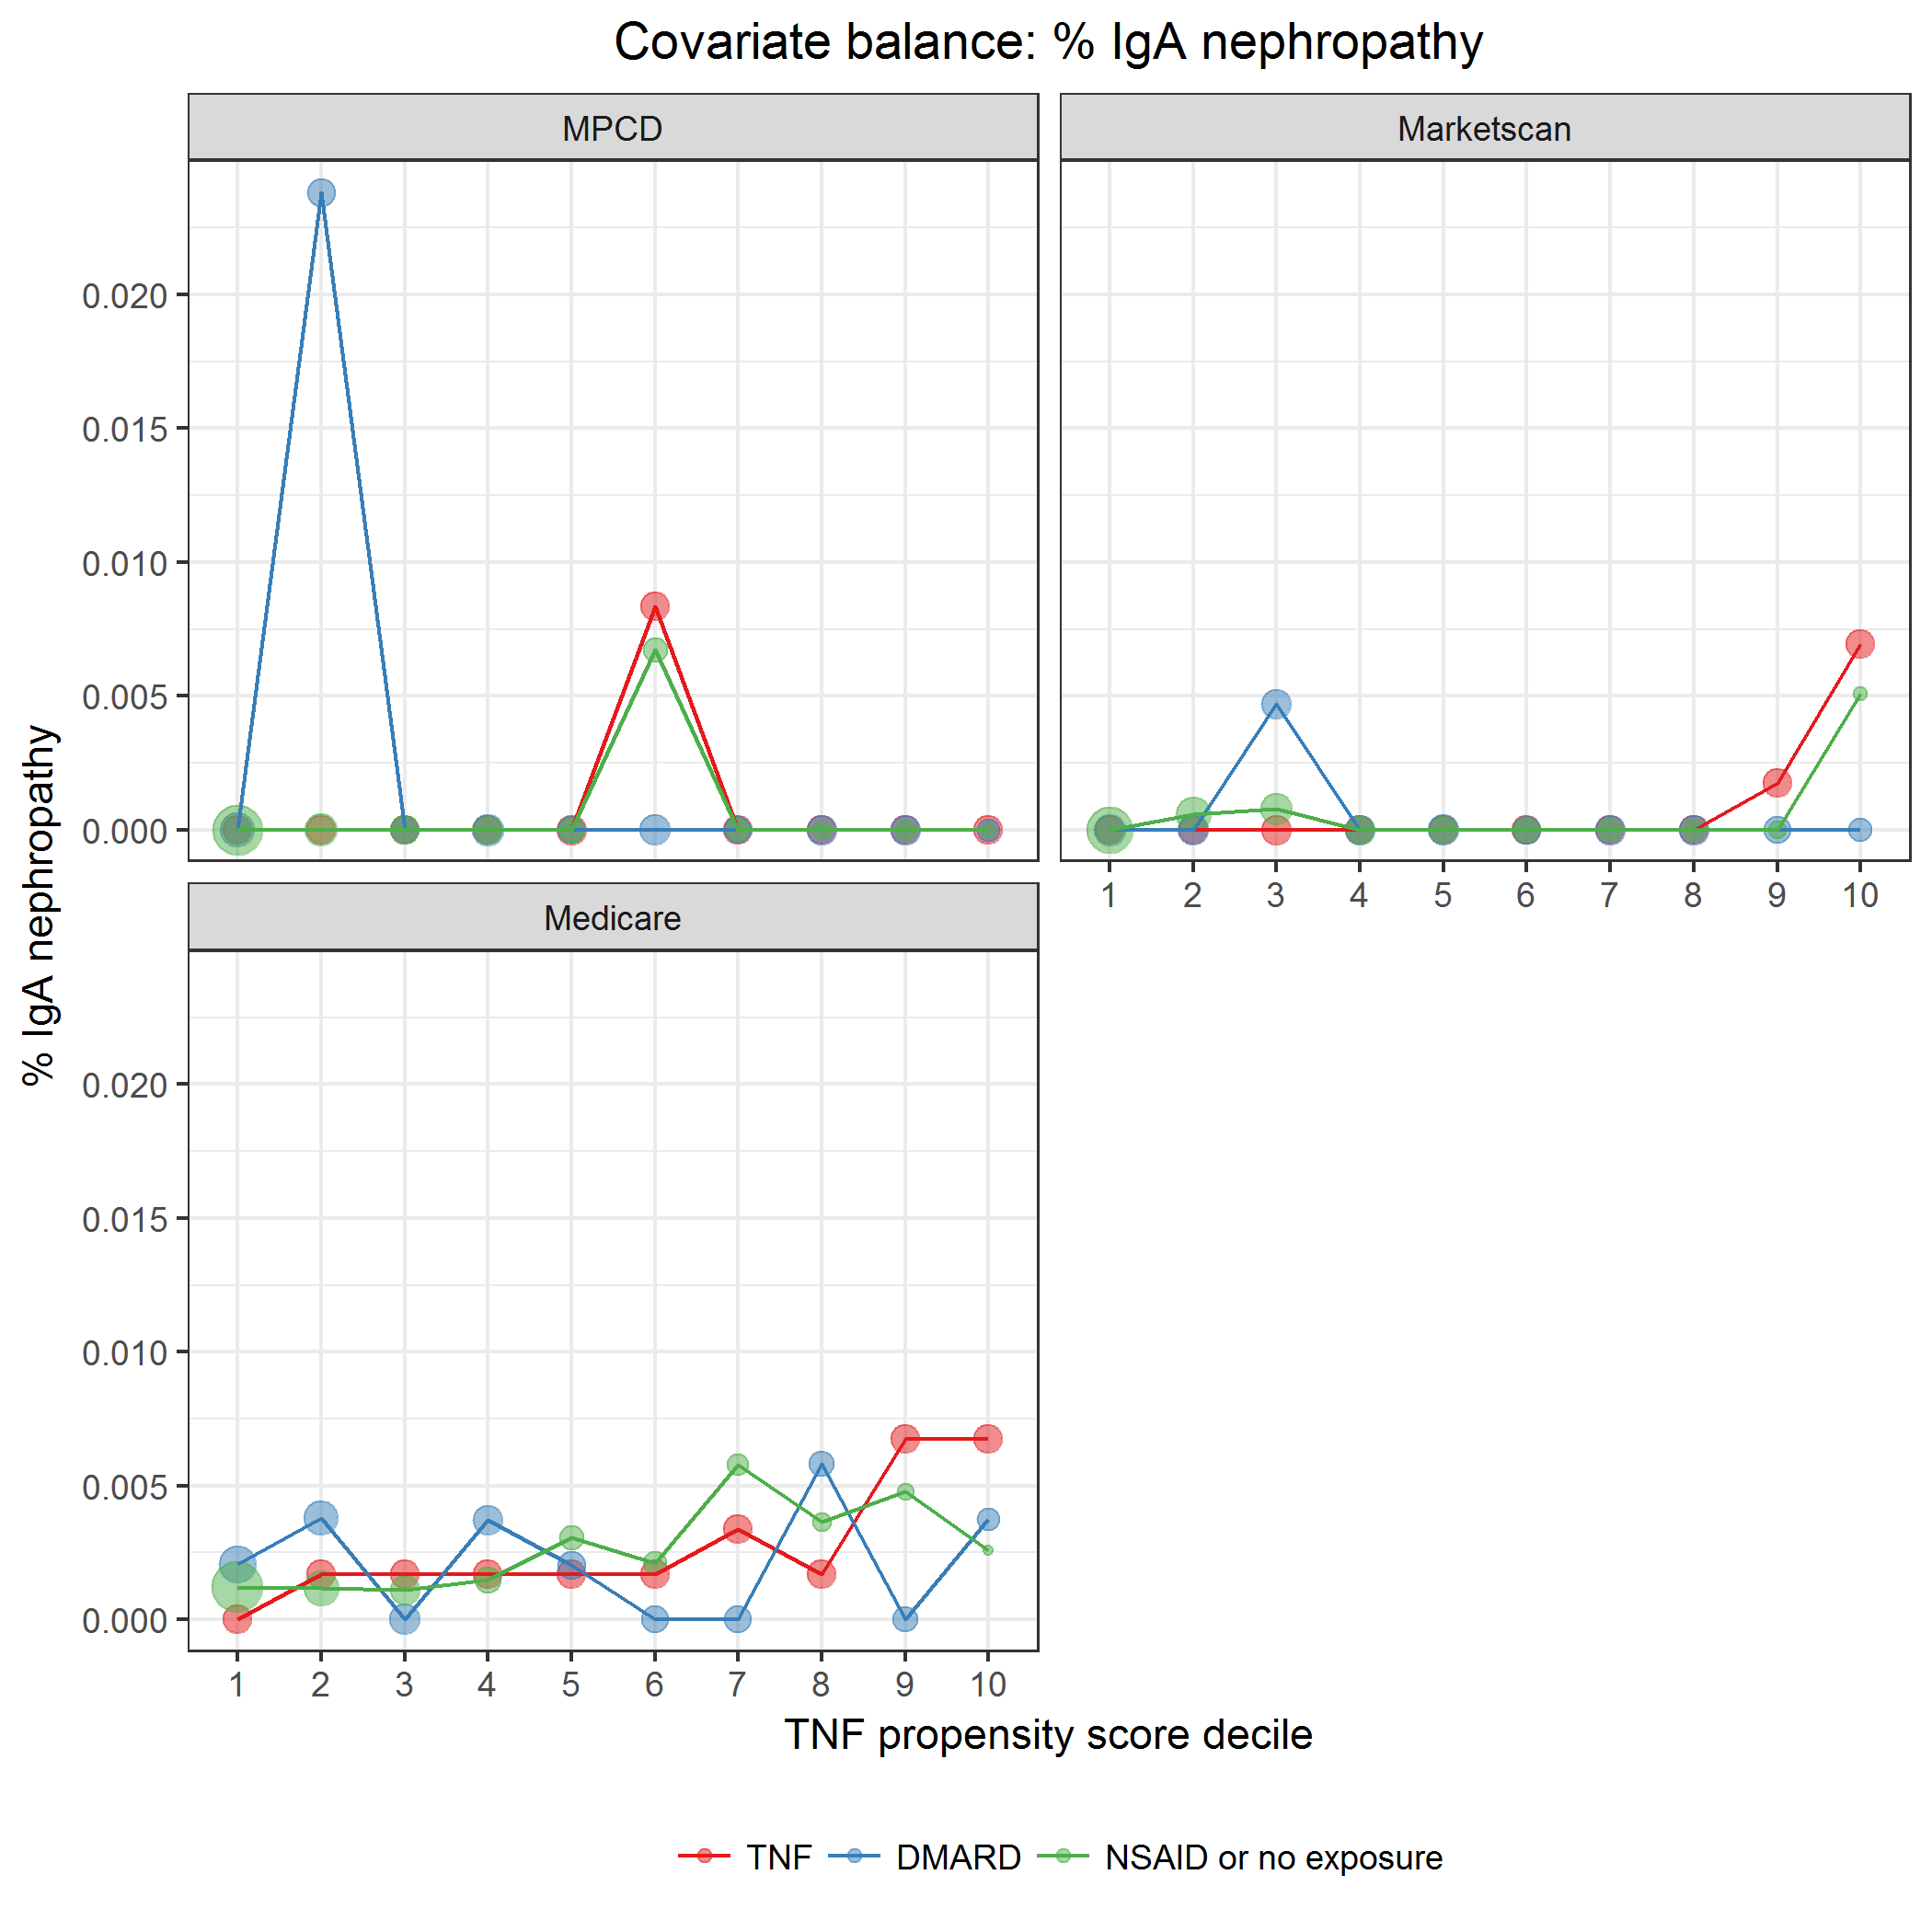 Covariate balance: % IgA nephropathy
MPCD
Marketscan
0.020
0.015
0.010
0.005
0.000
1 2 3 4 5 6 7 8 9 10
Medicare
0.020
0.015
0.010
0.005
0.000
1 2 3 4 5 6 7 8 9 10
% IgA nephropathy
TNF propensity score decile
TNF DMARD NSAID or no exposure